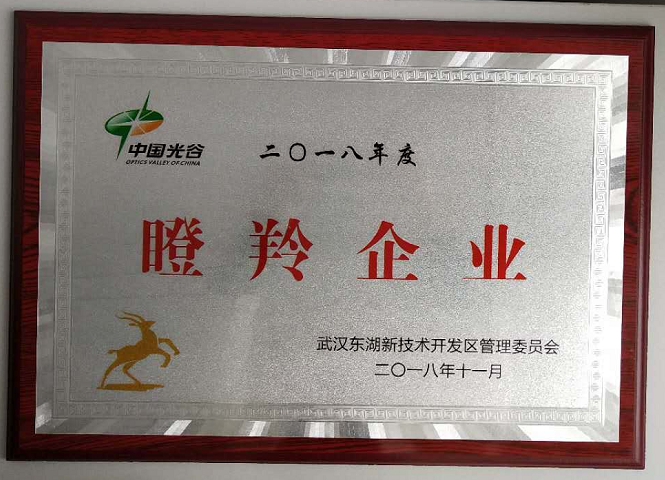 中国光谷
OPTICS VALLEY OF CHINA
二〇一八年度
瞪羚企业
武汉东湖新技术开发区管理委员会
二〇一八年十一月